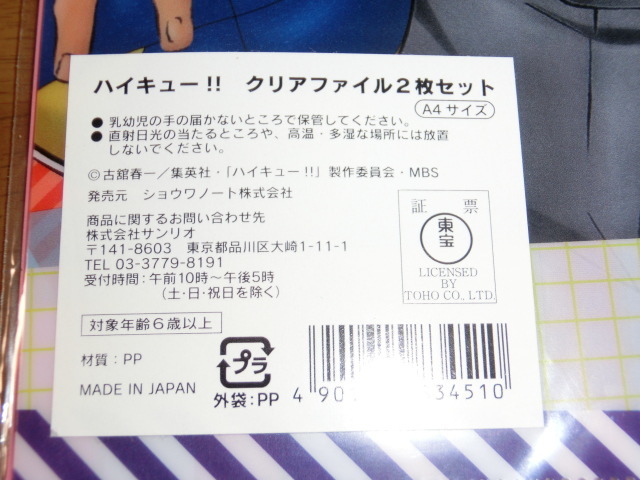 ハイキュー!! クリアファイル2枚セット
A4サイズ
● 乳幼児の手の届かないところで保管してください。
● 直射日光の当たるところや、高温・多湿な場所には放置
しないでください。
©古舘春一／集英社・「ハイキュー!!」製作委員会・MBS
発売元 ショウワノート株式会社
商品に関するお問い合わせ先
株式会社サンリオ
〒141-8603 東京都品川区大崎1-11-1
TEL 03-3779-8191
受付時間：午前10時～午後5時
（土・日・祝日を除く）
証 票
東宝
LICENSED
BY
TOHO CO., LTD.
対象年齢6歳以上
材質：PP
MADE IN JAPAN
プラ
外袋：PP
4 90 34510